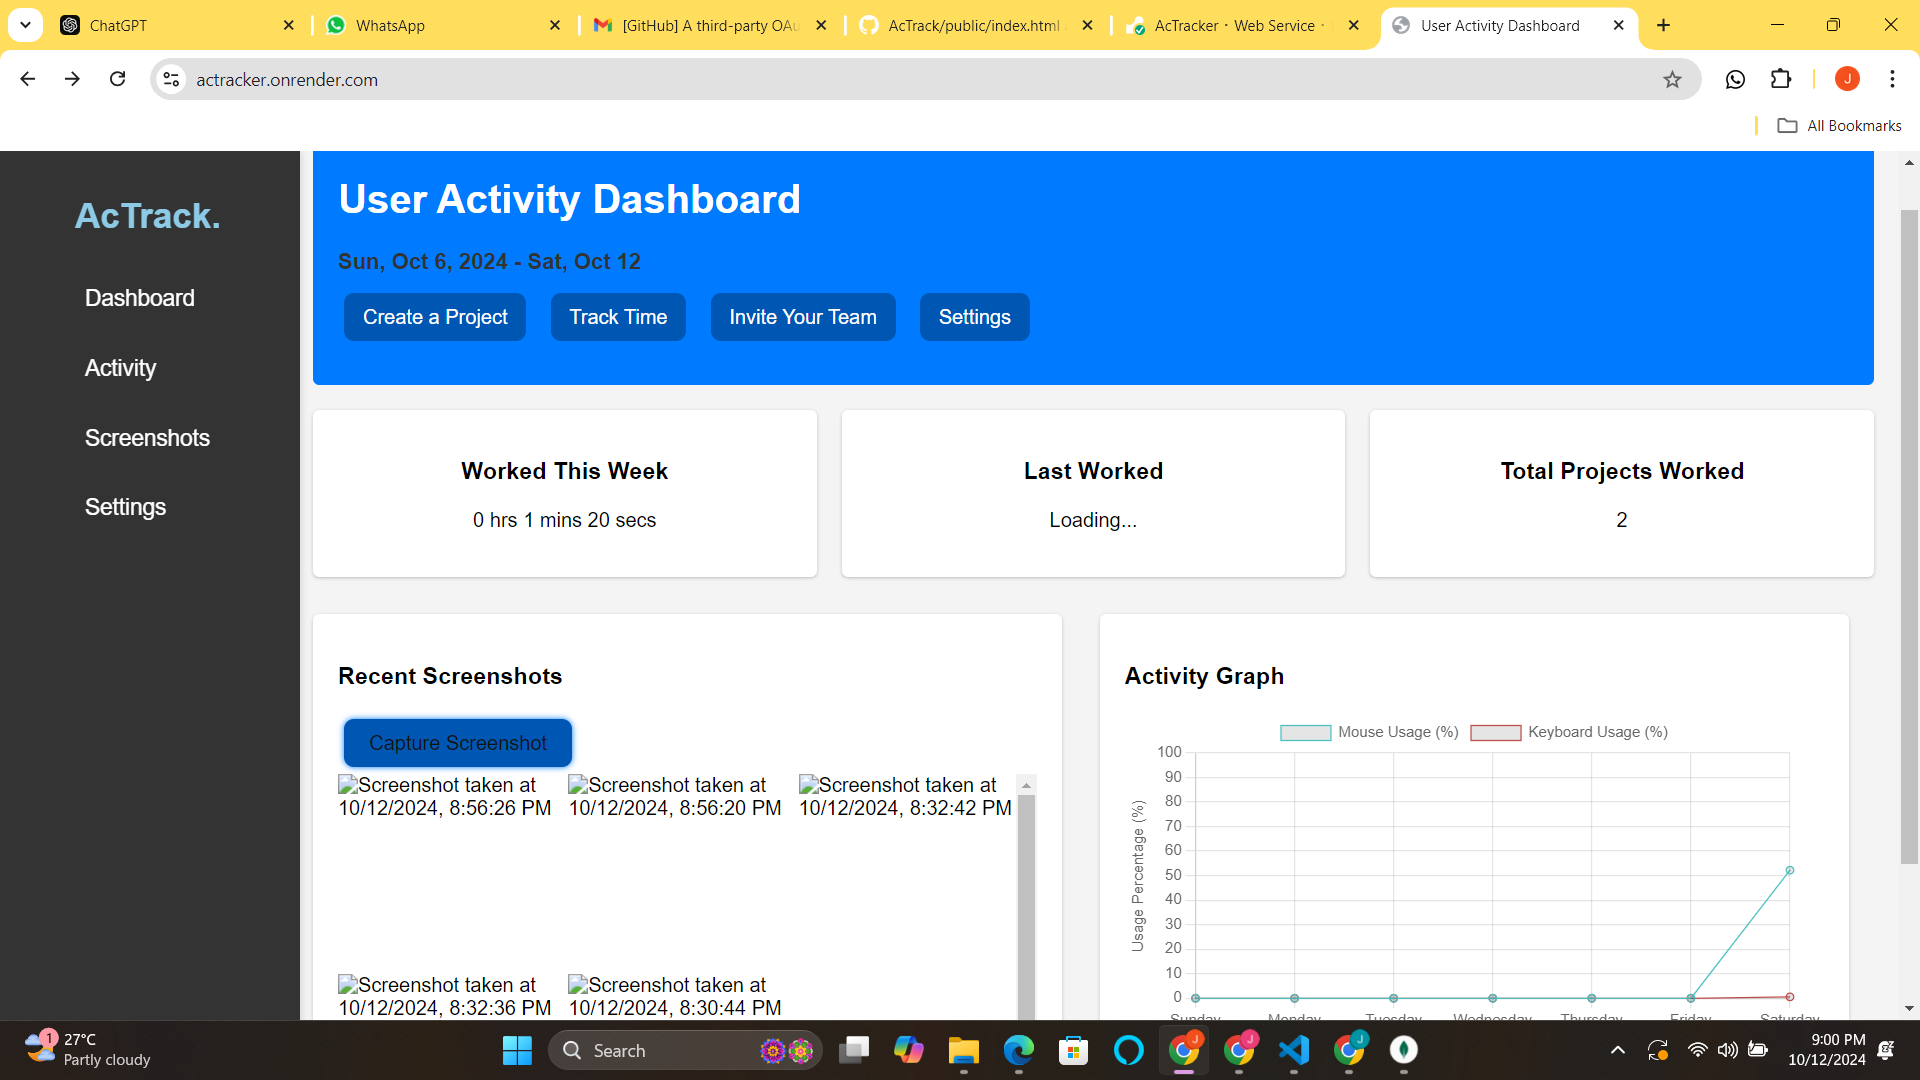 ChatGPT
WhatsApp
[GitHub] A third-party OAu
AcTrack/public/index.html
AcTracker · Web Service ·
User Activity Dashboard
actracker.onrender.com
J
All Bookmarks
AcTrack.
Dashboard
Activity
Screenshots
Settings
User Activity Dashboard
Sun, Oct 6, 2024 - Sat, Oct 12
Create a Project
Track Time
Invite Your Team
Settings
Worked This Week
0 hrs 1 mins 20 secs
Last Worked
Loading...
Total Projects Worked
2
Recent Screenshots
Capture Screenshot
Screenshot taken at
10/12/2024, 8:56:26 PM
Screenshot taken at
10/12/2024, 8:56:20 PM
Screenshot taken at
10/12/2024, 8:32:42 PM
Screenshot taken at
10/12/2024, 8:32:36 PM
Screenshot taken at
10/12/2024, 8:30:44 PM
Activity Graph
Mouse Usage (%)
Keyboard Usage (%)
Usage Percentage (%)
100
90
80
70
60
50
40
30
20
10
0
Sunday
Monday
Tuesday
Wednesday
Thursday
Friday
Saturday
1
27°C
Partly cloudy
Search
J
J
J
9:00 PM
10/12/2024